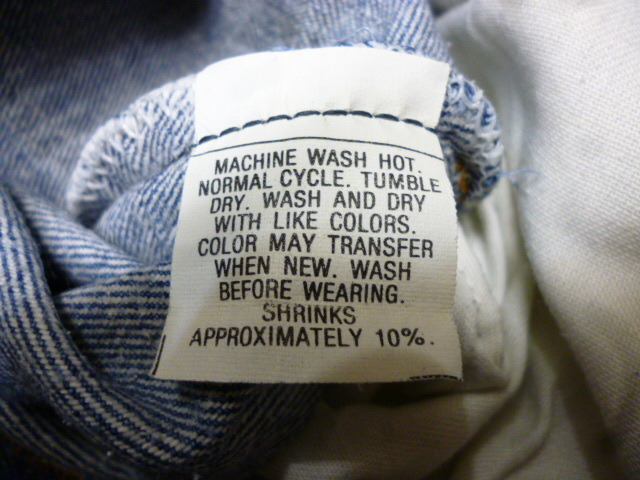 MACHINE WASH HOT.
NORMAL CYCLE. TUMBLE
DRY. WASH AND DRY
WITH LIKE COLORS.
COLOR MAY TRANSFER
WHEN NEW. WASH
BEFORE WEARING.
SHRINKS
APPROXIMATELY 10%.